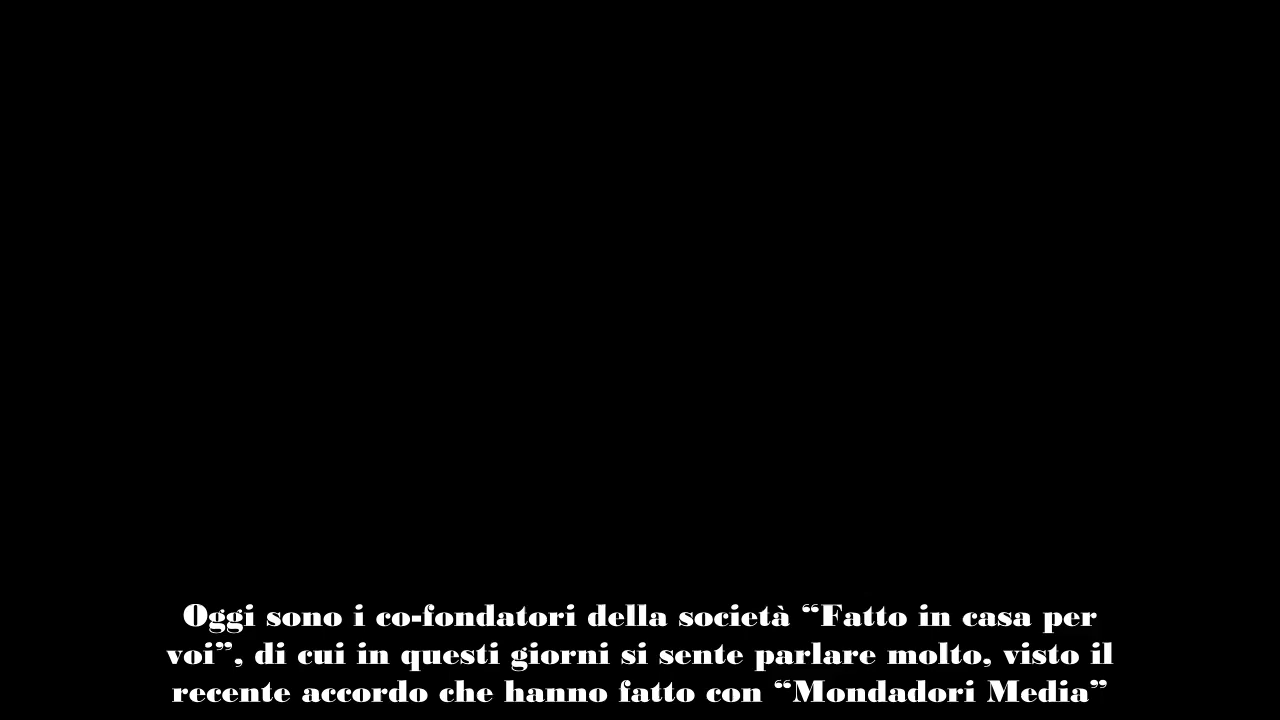 Oggi sono i co-fondatori della società “Fatto in casa per
voi”, di cui in questi giorni si sente parlare molto, visto il
recente accordo che hanno fatto con “Mondadori Media”